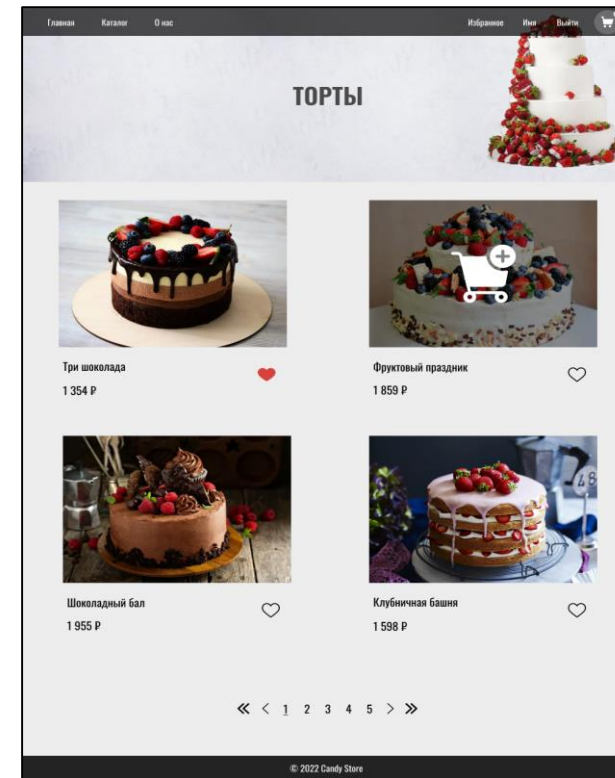 Главная Каталог О нас Избранное Имя Выйти
ТОРТЫ
Три шоколада
1 354 ₽
Фруктовый праздник
1 859 ₽
Шоколадный бал
1 955 ₽
Клубничная башня
1 598 ₽
1 2 3 4 5
© 2022 Candy Store